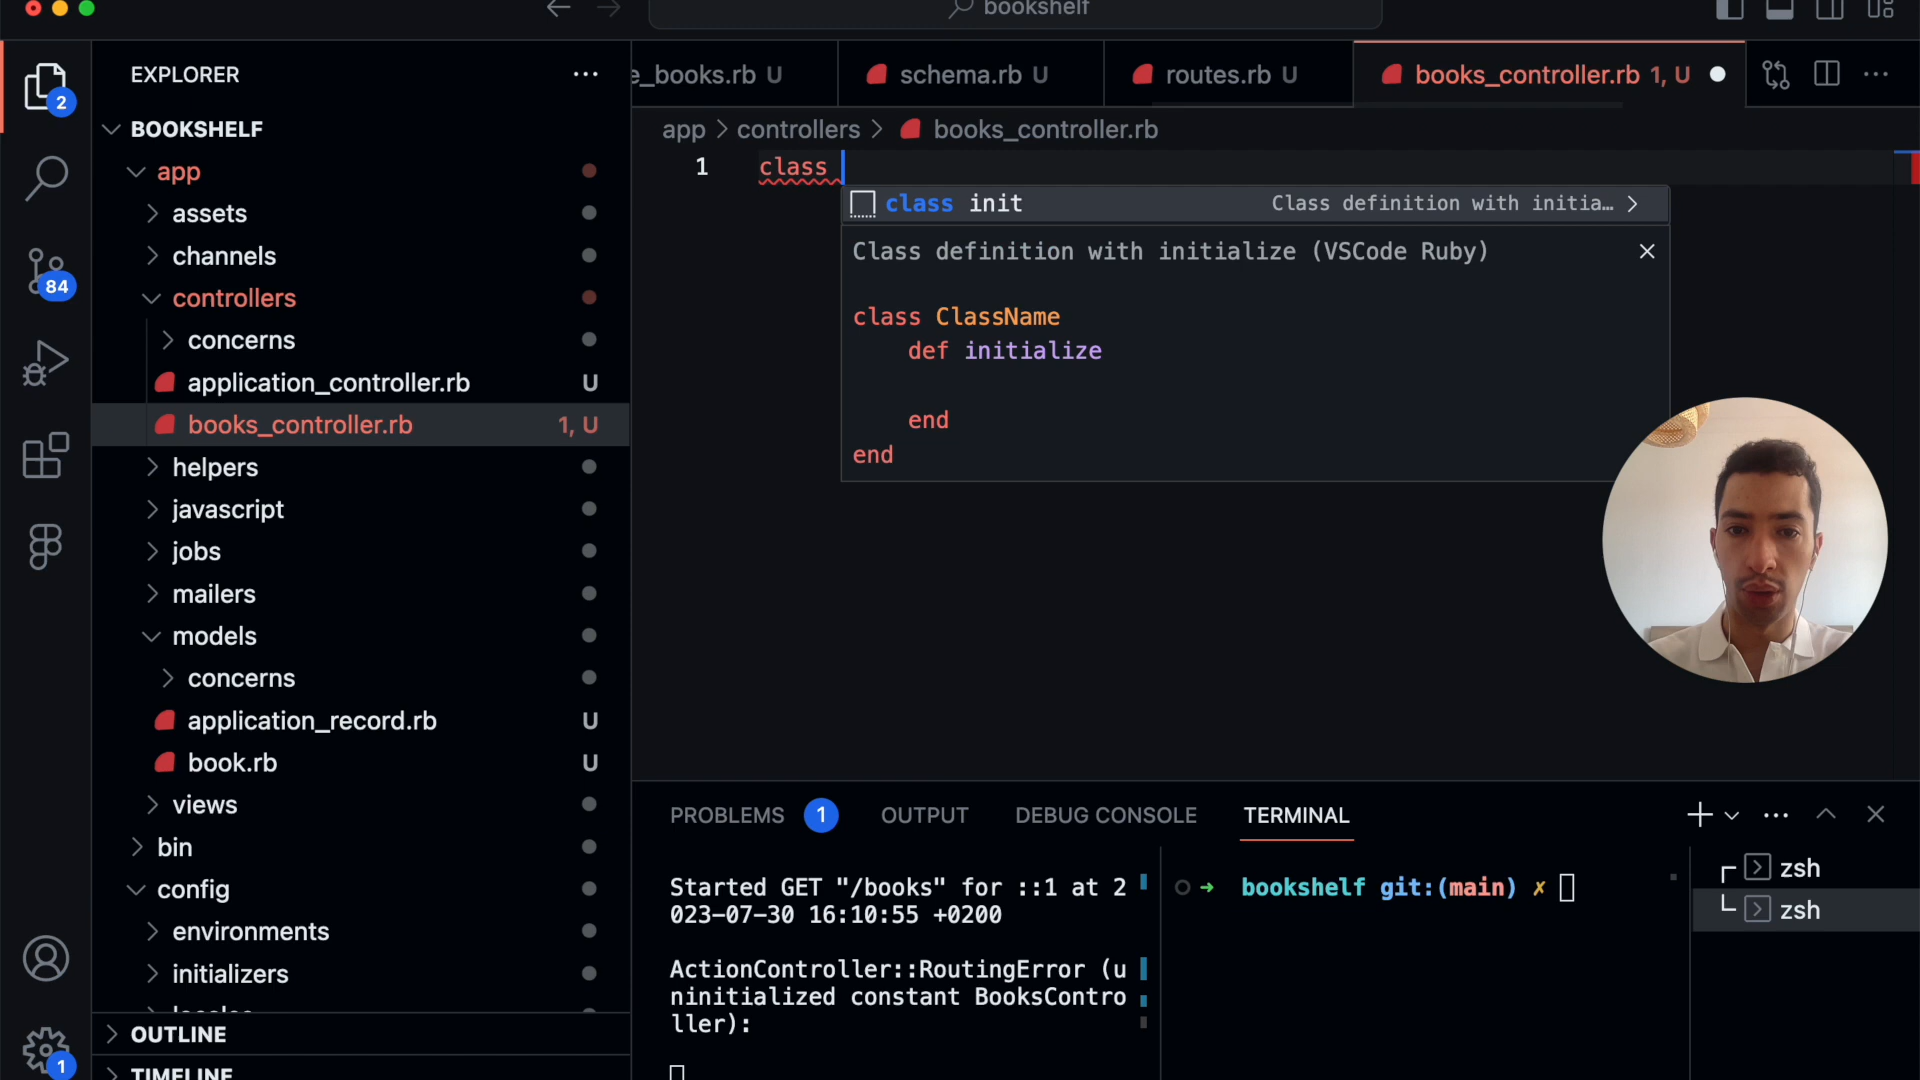 bookshelf
EXPLORER
BOOKSHELF
app
assets
channels
controllers
concerns
application_controller.rb U
books_controller.rb 1, U
helpers
javascript
jobs
mailers
models
concerns
application_record.rb U
book.rb U
views
bin
config
environments
initializers
OUTLINE
TIMELINE
2
84
1
e_books.rb U
schema.rb U
routes.rb U
books_controller.rb 1, U
app > controllers > books_controller.rb
1 class
class init Class definition with initia…
Class definition with initialize (VSCode Ruby)
class ClassName
def initialize
end
end
PROBLEMS 1 OUTPUT DEBUG CONSOLE TERMINAL
Started GET "/books" for ::1 at 2
023-07-30 16:10:55 +0200
ActionController::RoutingError (u
ninitialized constant BooksContro
ller):
➜ bookshelf git:(main) ✗
zsh
zsh